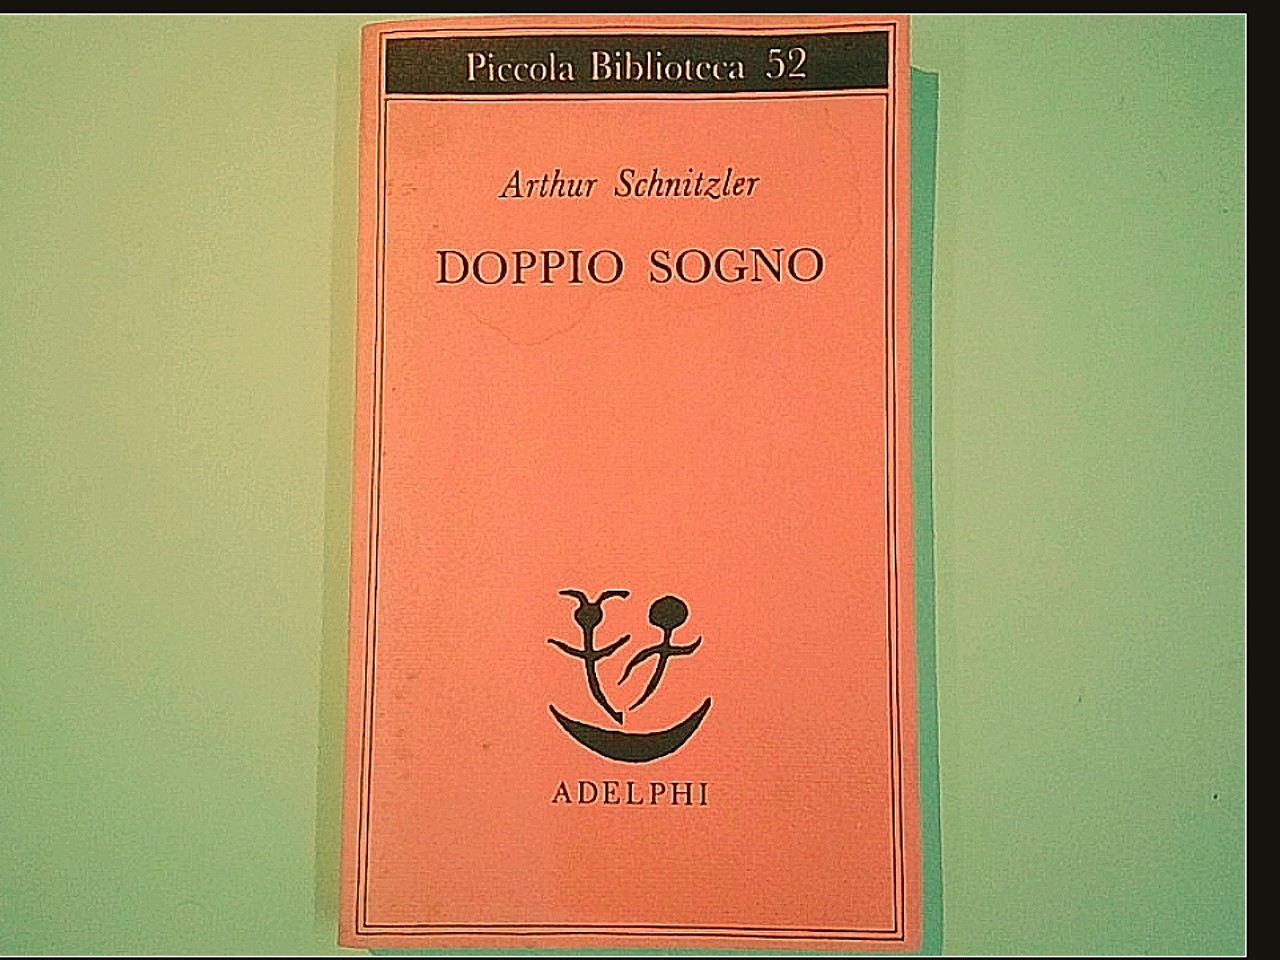 Piccola Biblioteca 52
Arthur Schnitzler
DOPPIO SOGNO
ADELPHI